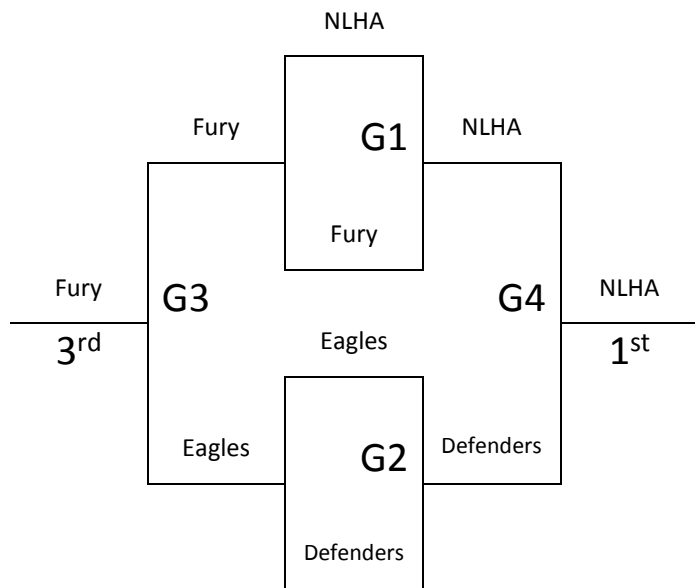 NLHA
Fury
G1
NLHA
Fury
Fury
G3
G4
NLHA
3rd
Eagles
1st
Eagles
G2
Defenders
Defenders